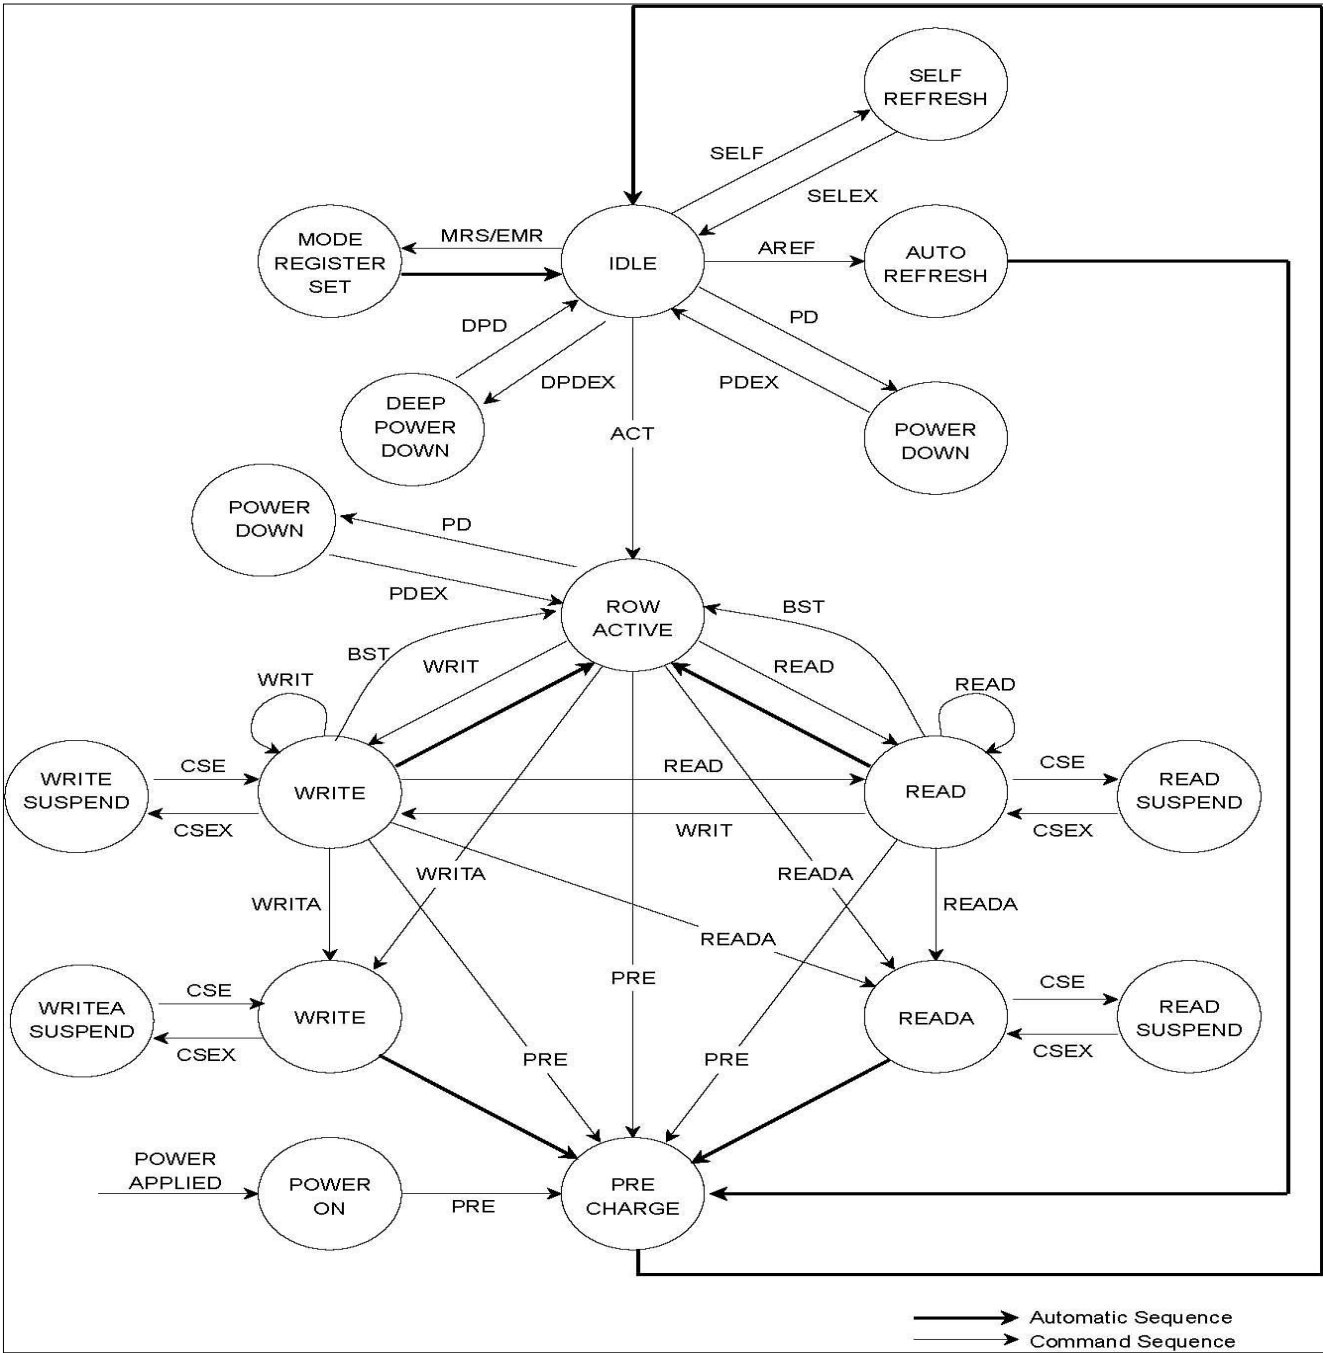 SELF
REFRESH
SELF
SELEX
MODE
REGISTER
SET
MRS/EMR
IDLE
AREF
AUTO
REFRESH
DPD
DPDEX
PD
PDEX
DEEP
POWER
DOWN
ACT
POWER
DOWN
POWER
DOWN
PD
PDEX
ROW
ACTIVE
BST
BST
WRIT
READ
WRIT
READ
WRITE
SUSPEND
CSE
CSEX
WRITE
READ
WRIT
READ
CSE
CSEX
READ
SUSPEND
WRITA
WRITA
READA
READA
READA
WRITEA
SUSPEND
CSE
CSEX
WRITE
PRE
PRE
PRE
READA
CSE
CSEX
READ
SUSPEND
POWER
APPLIED
POWER
ON
PRE
PRE
CHARGE
Automatic Sequence
Command Sequence